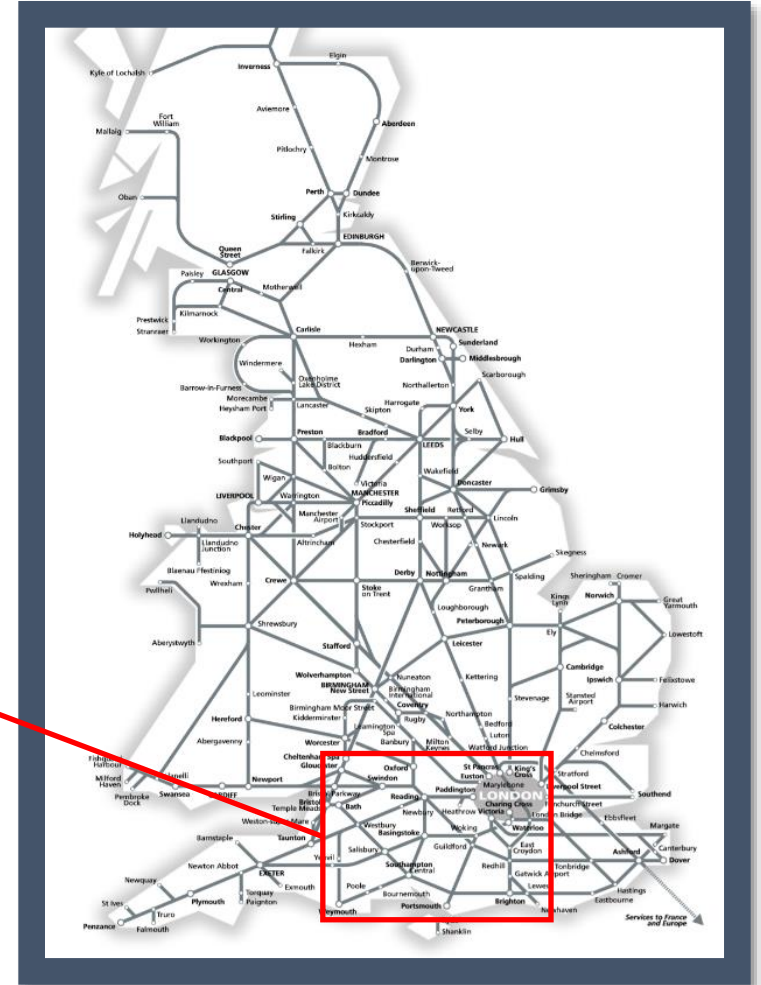 Elgin
Inverness
Kyle of Lochalsh
Aviemore
Fort
William
Aberdeen
Mallaig
Pitlochry
Montrose
Perth
Dundee
Oban
Stirling
Kirkcaldy
EDINBURGH
Queen
Street
Falkirk
Berwick-
upon-Tweed
Paisley
GLASGOW
Central
Motherwell
Prestwick
Kilmarnock
Stranraer
Carlisle
NEWCASTLE
Workington
Hexham
Sunderland
Durham
Darlington
Middlesbrough
Windermere
Scarborough
Oxenholme
Lake District
Northallerton
Barrow-in-Furness
Morecambe
Lancaster
Harrogate
York
Heysham Port
Skipton
Blackpool
Preston
Bradford
Selby
Hull
Blackburn
LEEDS
Huddersfield
Southport
Bolton
Wakefield
Wigan
Victoria
Doncaster
LIVERPOOL
Warrington
MANCHESTER
Piccadilly
Grimsby
Manchester
Airport
Sheffield
Retford
Llandudno
Chester
Stockport
Worksop
Lincoln
Holyhead
Llandudno
Junction
Altrincham
Chesterfield
Newark
Skegness
Blaenau Ffestiniog
Derby
Nottingham
Spalding
Sheringham
Cromer
Pwllheli
Wrexham
Crewe
Stoke
on Trent
Grantham
Kings
Lynn
Norwich
Great
Yarmouth
Loughborough
Shrewsbury
Peterborough
Ely
Lowestoft
Aberystwyth
Stafford
Leicester
Wolverhampton
Nuneaton
Kettering
Cambridge
BIRMINGHAM
New Street
Birmingham
International
Ipswich
Felixstowe
Leominster
Coventry
Stevenage
Stansted
Airport
Birmingham Moor Street
Northampton
Harwich
Hereford
Kidderminster
Rugby
Bedford
Colchester
Leamington
Spa
Abergavenny
Worcester
Banbury
Milton
Keynes
Luton
Watford Junction
Chelmsford
Cheltenham Spa
Gloucester
Oxford
St Pancras
King's
Cross
Stratford
Fishguard
Harbour
Llanelli
Swindon
Euston
Marylebone
Liverpool Street
Milford
Haven
Pembroke
Dock
Swansea
CARDIFF
Newport
Bristol Parkway
Reading
Paddington
LONDON
Fenchurch Street
Southend
Bristol
Temple Meads
Bath
Charing Cross
Newbury
Heathrow
Victoria
London Bridge
Ebbsfleet
Weston-super-Mare
Westbury
Basingstoke
Woking
Waterloo
Margate
Barnstaple
Taunton
Salisbury
Guildford
East
Croydon
Canterbury
Yeovil
Redhill
Tonbridge
Ashford
Dover
Newton Abbot
EXETER
Southampton
Central
Gatwick Airport
Newquay
Exmouth
Poole
Lewes
Hastings
St Ives
Plymouth
Torquay
Paignton
Bournemouth
Eastbourne
Truro
Weymouth
Portsmouth
Brighton
Newhaven
Penzance
Falmouth
Services to France
and Europe
Shanklin